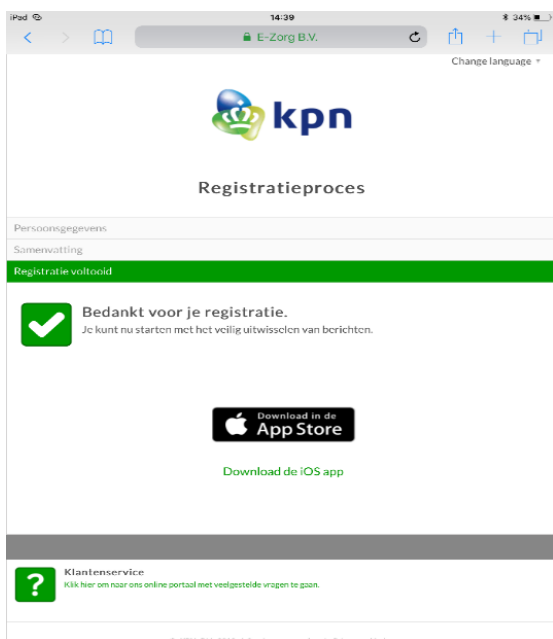 iPad 14:39 34%
E-Zorg B.V.
Change language
kpn
Registratieproces
Persoonsgegevens
Samenvatting
Registratie voltooid
Bedankt voor je registratie.
Je kunt nu starten met het veilig uitwisselen van berichten.
Download in de
App Store
Download de iOS app
Klantenservice
Klik hier om naar ons online portaal met veelgestelde vragen te gaan.